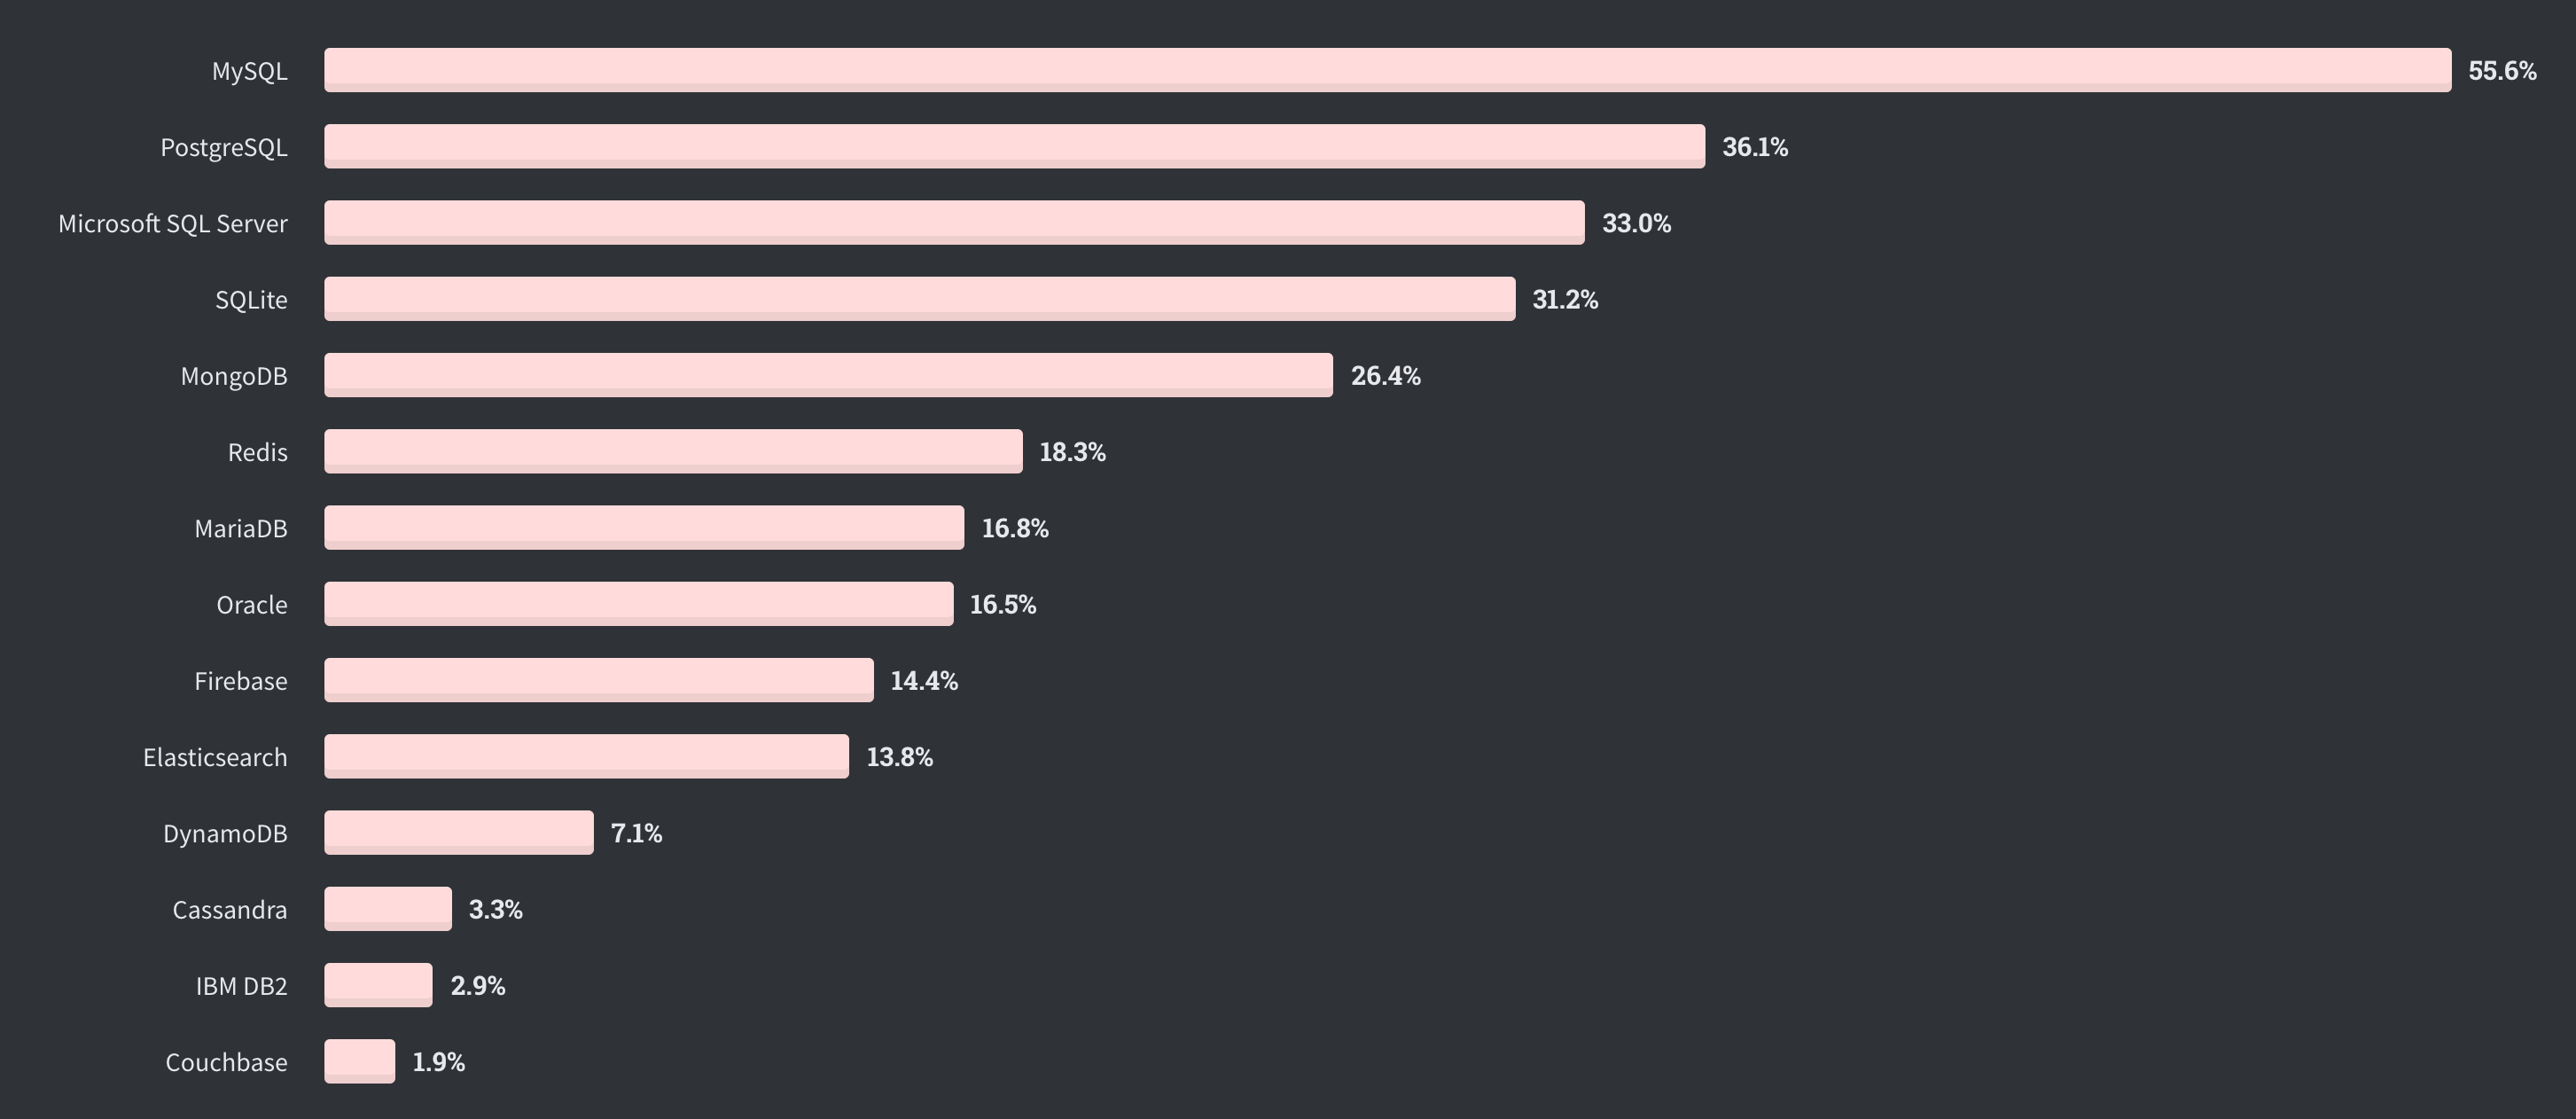 MySQL 55.6%
PostgreSQL 36.1%
Microsoft SQL Server 33.0%
SQLite 31.2%
MongoDB 26.4%
Redis 18.3%
MariaDB 16.8%
Oracle 16.5%
Firebase 14.4%
Elasticsearch 13.8%
DynamoDB 7.1%
Cassandra 3.3%
IBM DB2 2.9%
Couchbase 1.9%